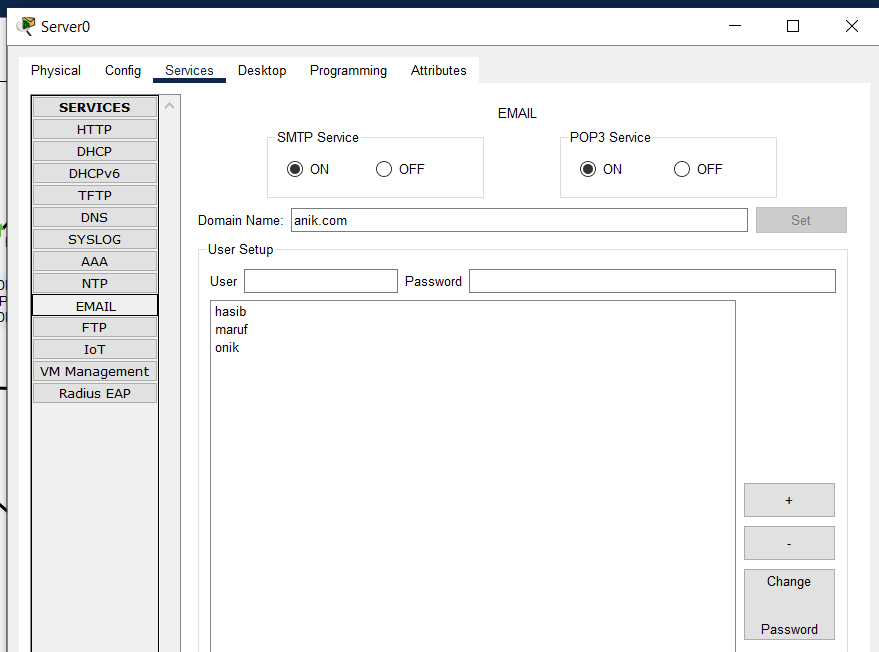 Server0
Physical Config Services Desktop Programming Attributes
SERVICES
HTTP
DHCP
DHCPv6
TFTP
DNS
SYSLOG
AAA
NTP
EMAIL
FTP
IoT
VM Management
Radius EAP
EMAIL
SMTP Service
ON OFF
POP3 Service
ON OFF
Domain Name: anik.com Set
User Setup
User Password
hasib
maruf
onik
+
-
Change
Password